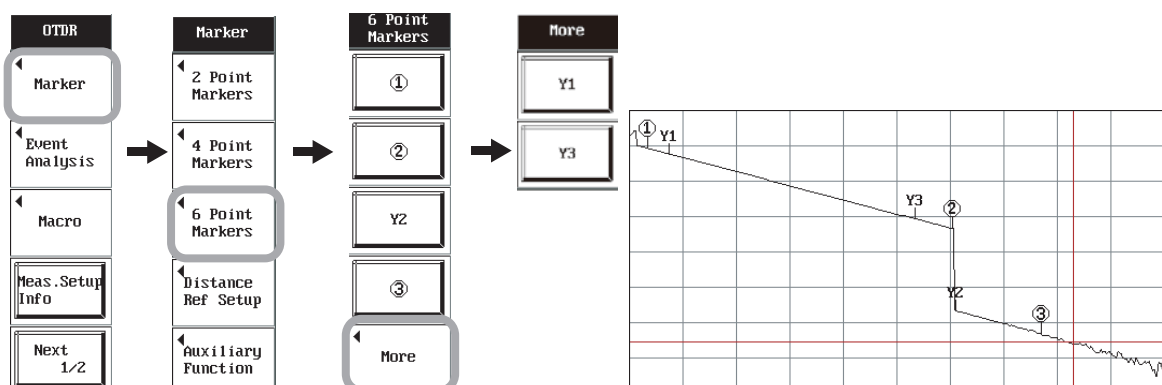 OTDR
Marker
Event
Analysis
Macro
Meas.Setup
Info
Next
1/2
Marker
2 Point
Markers
4 Point
Markers
6 Point
Markers
Distance
Ref Setup
Auxiliary
Function
6 Point
Markers
①
②
Y2
③
More
More
Y1
Y3
① Y1
Y3 ②
Y2
③